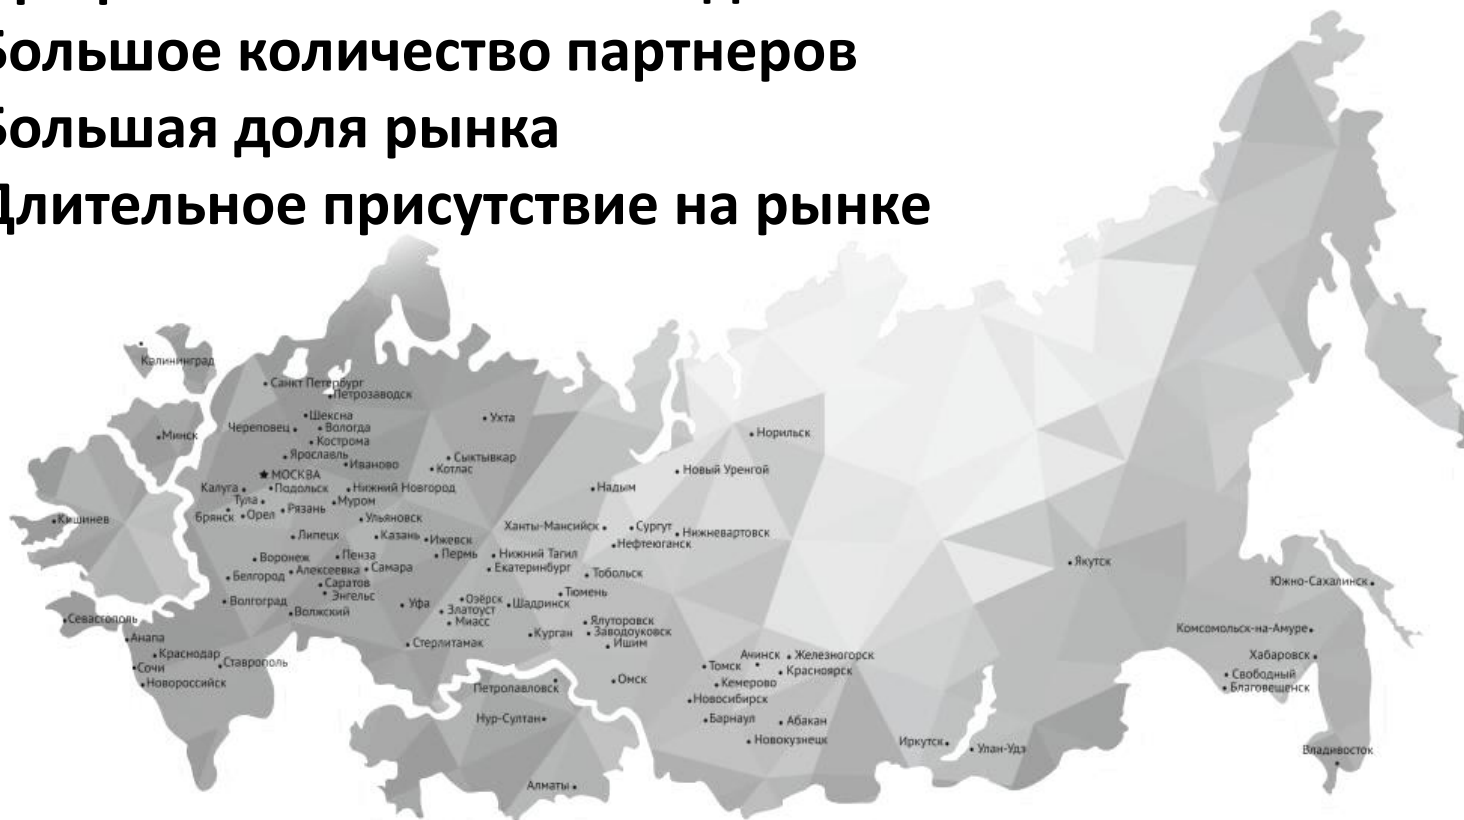 Большое количество партнеров
Большая доля рынка
Длительное присутствие на рынке
Калининград
Санкт Петербург
Петрозаводск
Шексна
Ухта
Череповец
Вологда
Минск
Кострома
Норильск
Ярославль
Иваново
Сыктывкар
Котлас
Новый Уренгой
МОСКВА
Калуга
Подольск
Нижний Новгород
Надым
Тула
Муром
Рязань
Брянск
Орел
Кишинев
Ульяновск
Ханты-Мансийск
Сургут
Нижневартовск
Липецк
Казань
Ижевск
Нефтеюганск
Воронеж
Пенза
Пермь
Нижний Тагил
Якутск
Алексеевка
Самара
Екатеринбург
Белгород
Тобольск
Саратов
Южно-Сахалинск
Энгельс
Тюмень
Волгоград
Уфа
Озёрск
Шадринск
Златоуст
Волжский
Севастополь
Миасс
Ялуторовск
Комсомольск-на-Амуре
Курган
Заводоуковск
Анапа
Стерлитамак
Ишим
Краснодар
Ачинск
Железногорск
Хабаровск
Сочи
Ставрополь
Томск
Красноярск
Свободный
Новороссийск
Петропавловск
Омск
Кемерово
Благовещенск
Новосибирск
Нур-Султан
Барнаул
Абакан
Новокузнецк
Иркутск
Улан-Удэ
Владивосток
Алматы